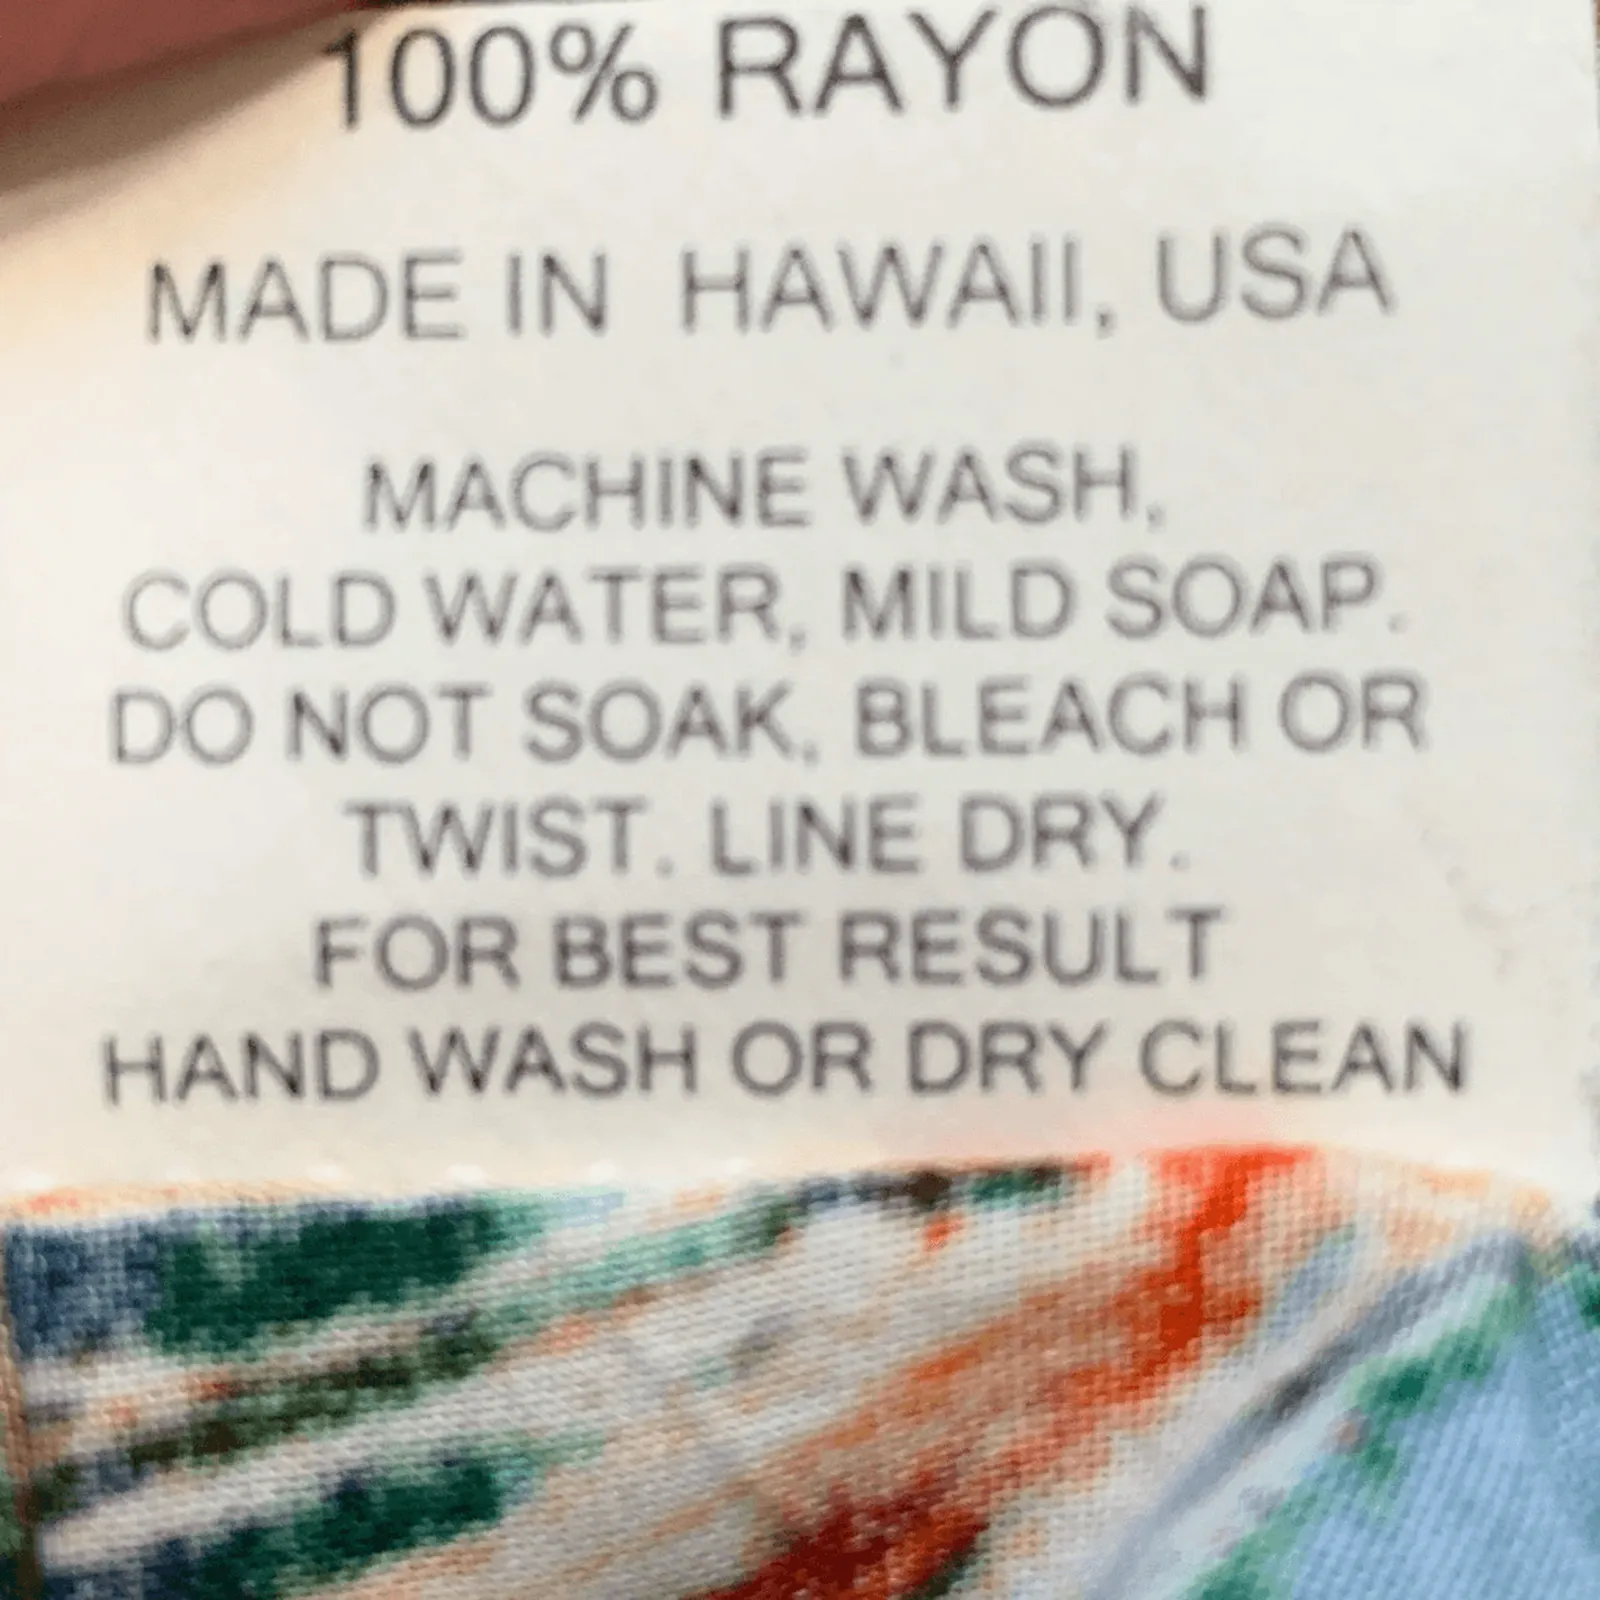 100% RAYON
MADE IN HAWAII, USA
MACHINE WASH,
COLD WATER, MILD SOAP.
DO NOT SOAK, BLEACH OR
TWIST. LINE DRY.
FOR BEST RESULT
HAND WASH OR DRY CLEAN